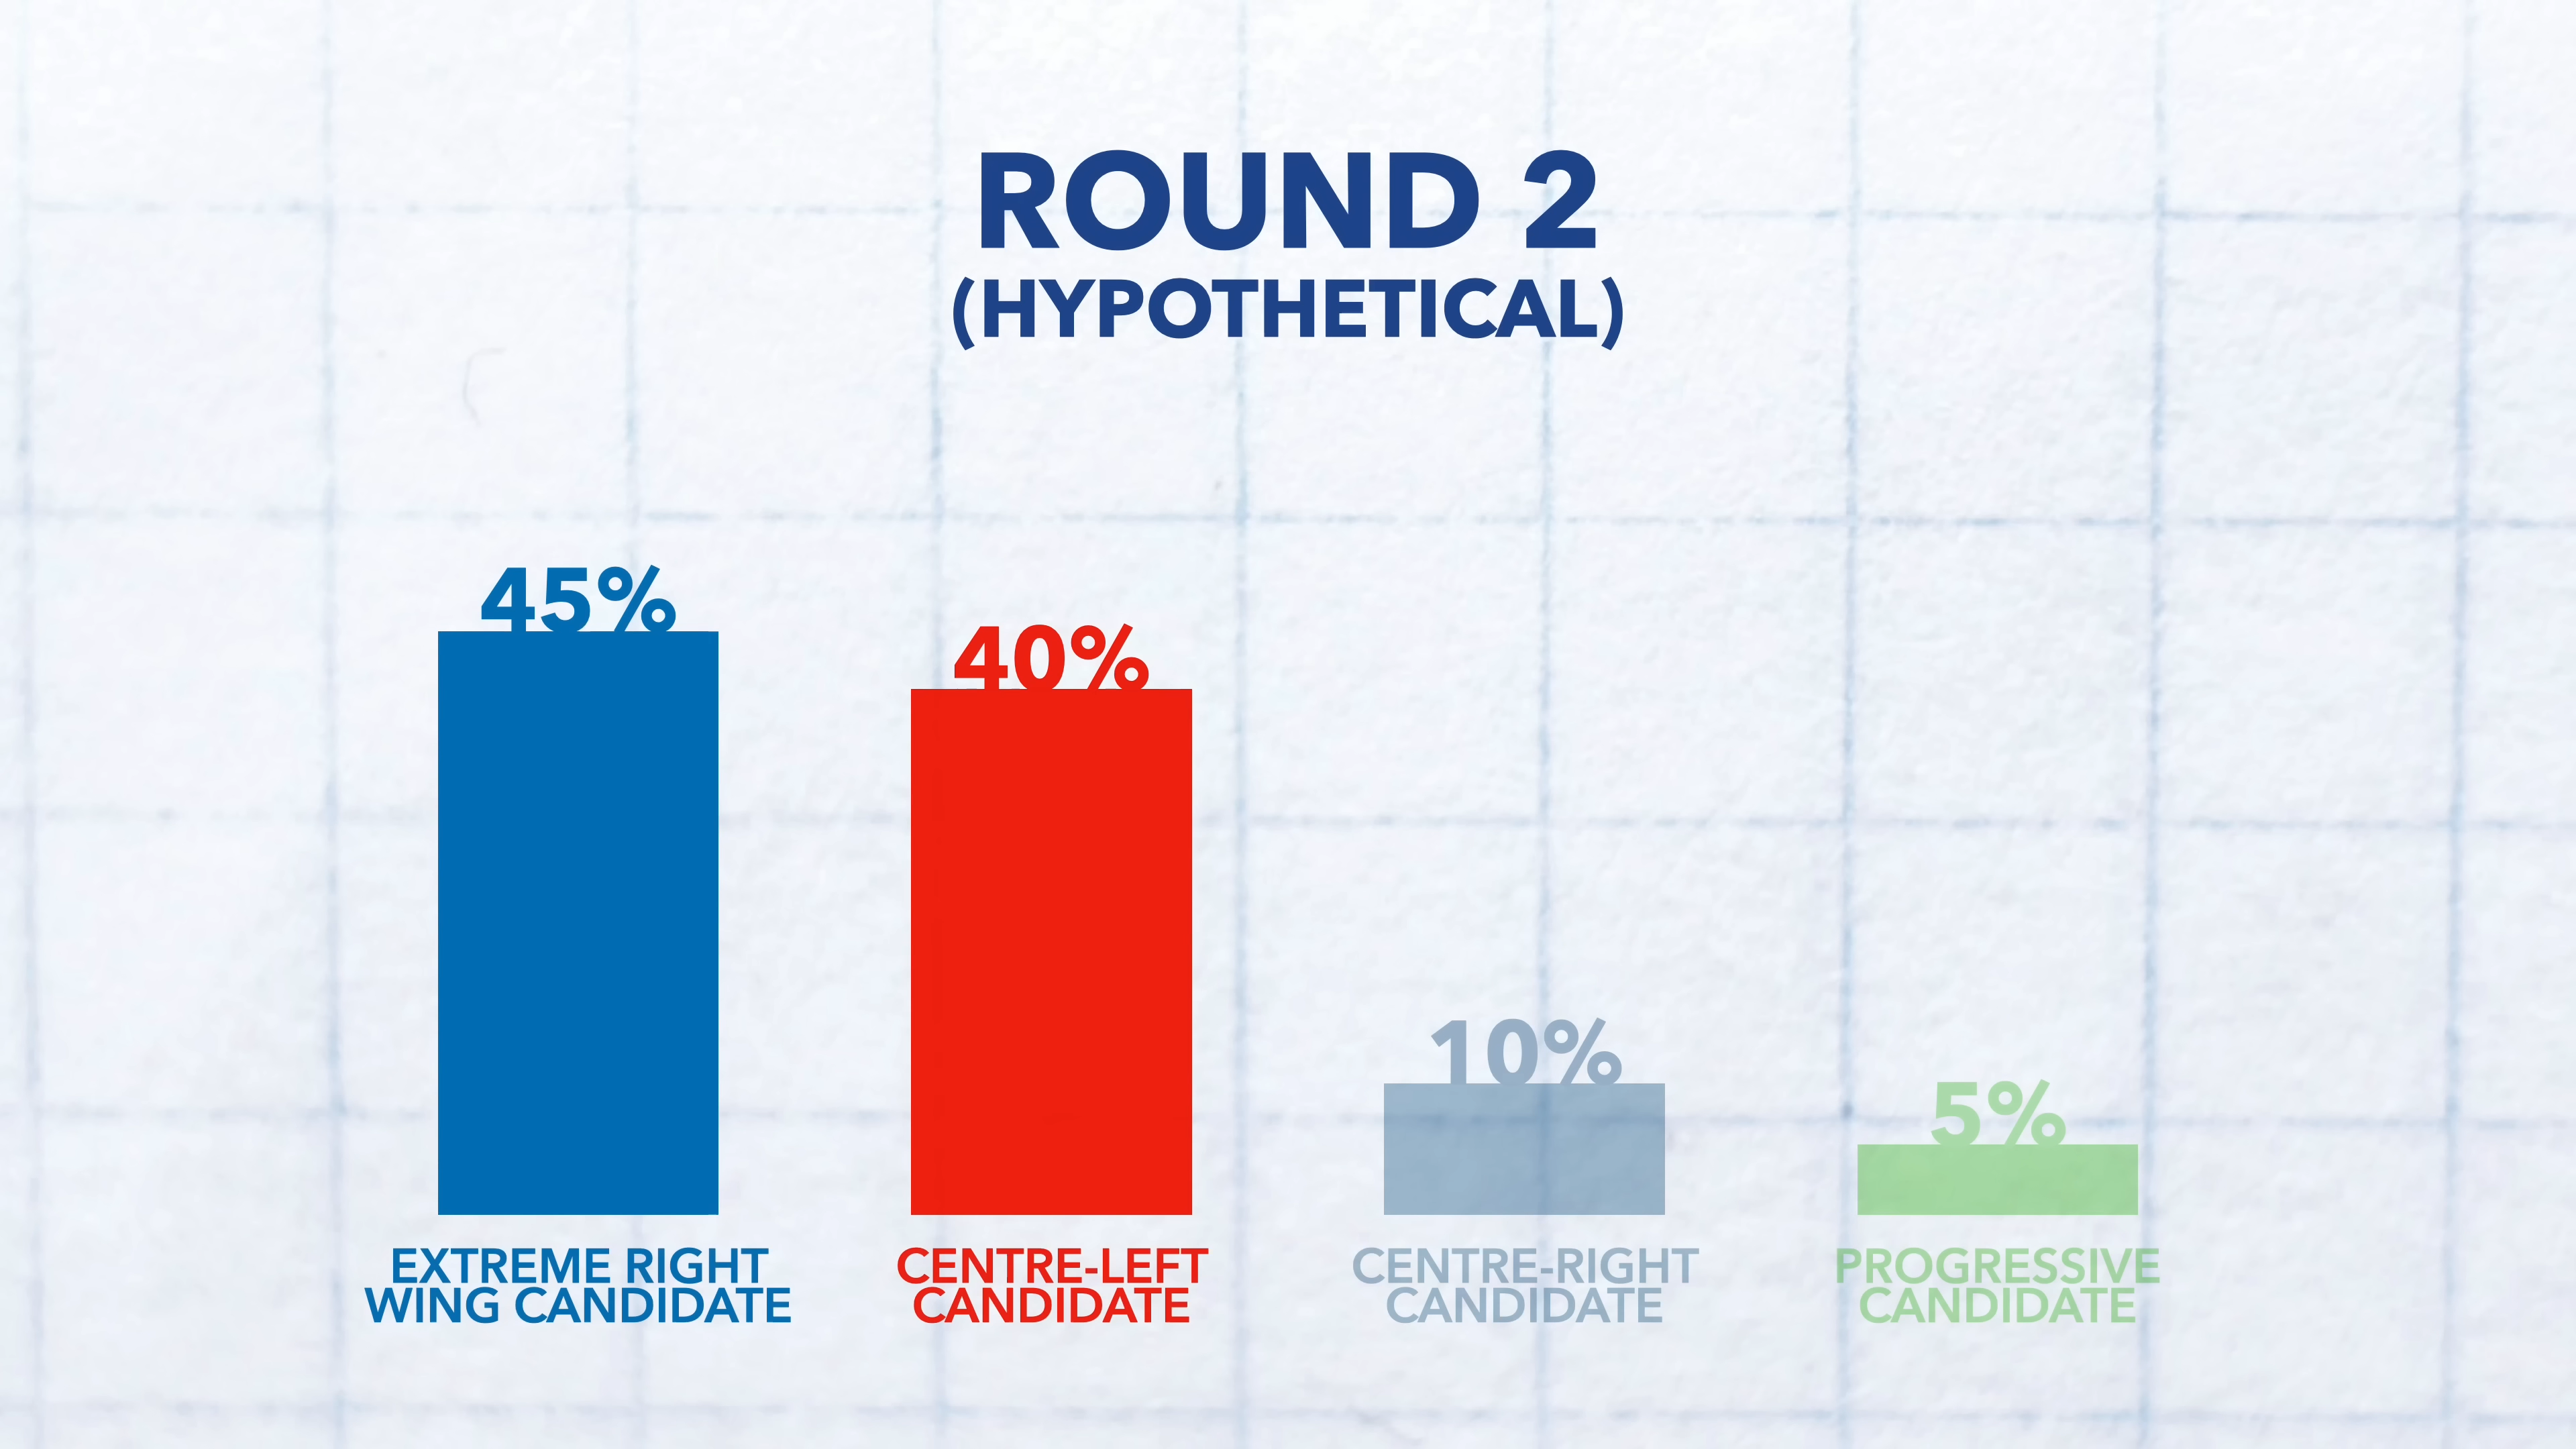 ROUND 2
(HYPOTHETICAL)
45%
40%
10%
5%
EXTREME RIGHT
WING CANDIDATE
CENTRE-LEFT
CANDIDATE
CENTRE-RIGHT
CANDIDATE
PROGRESSIVE
CANDIDATE